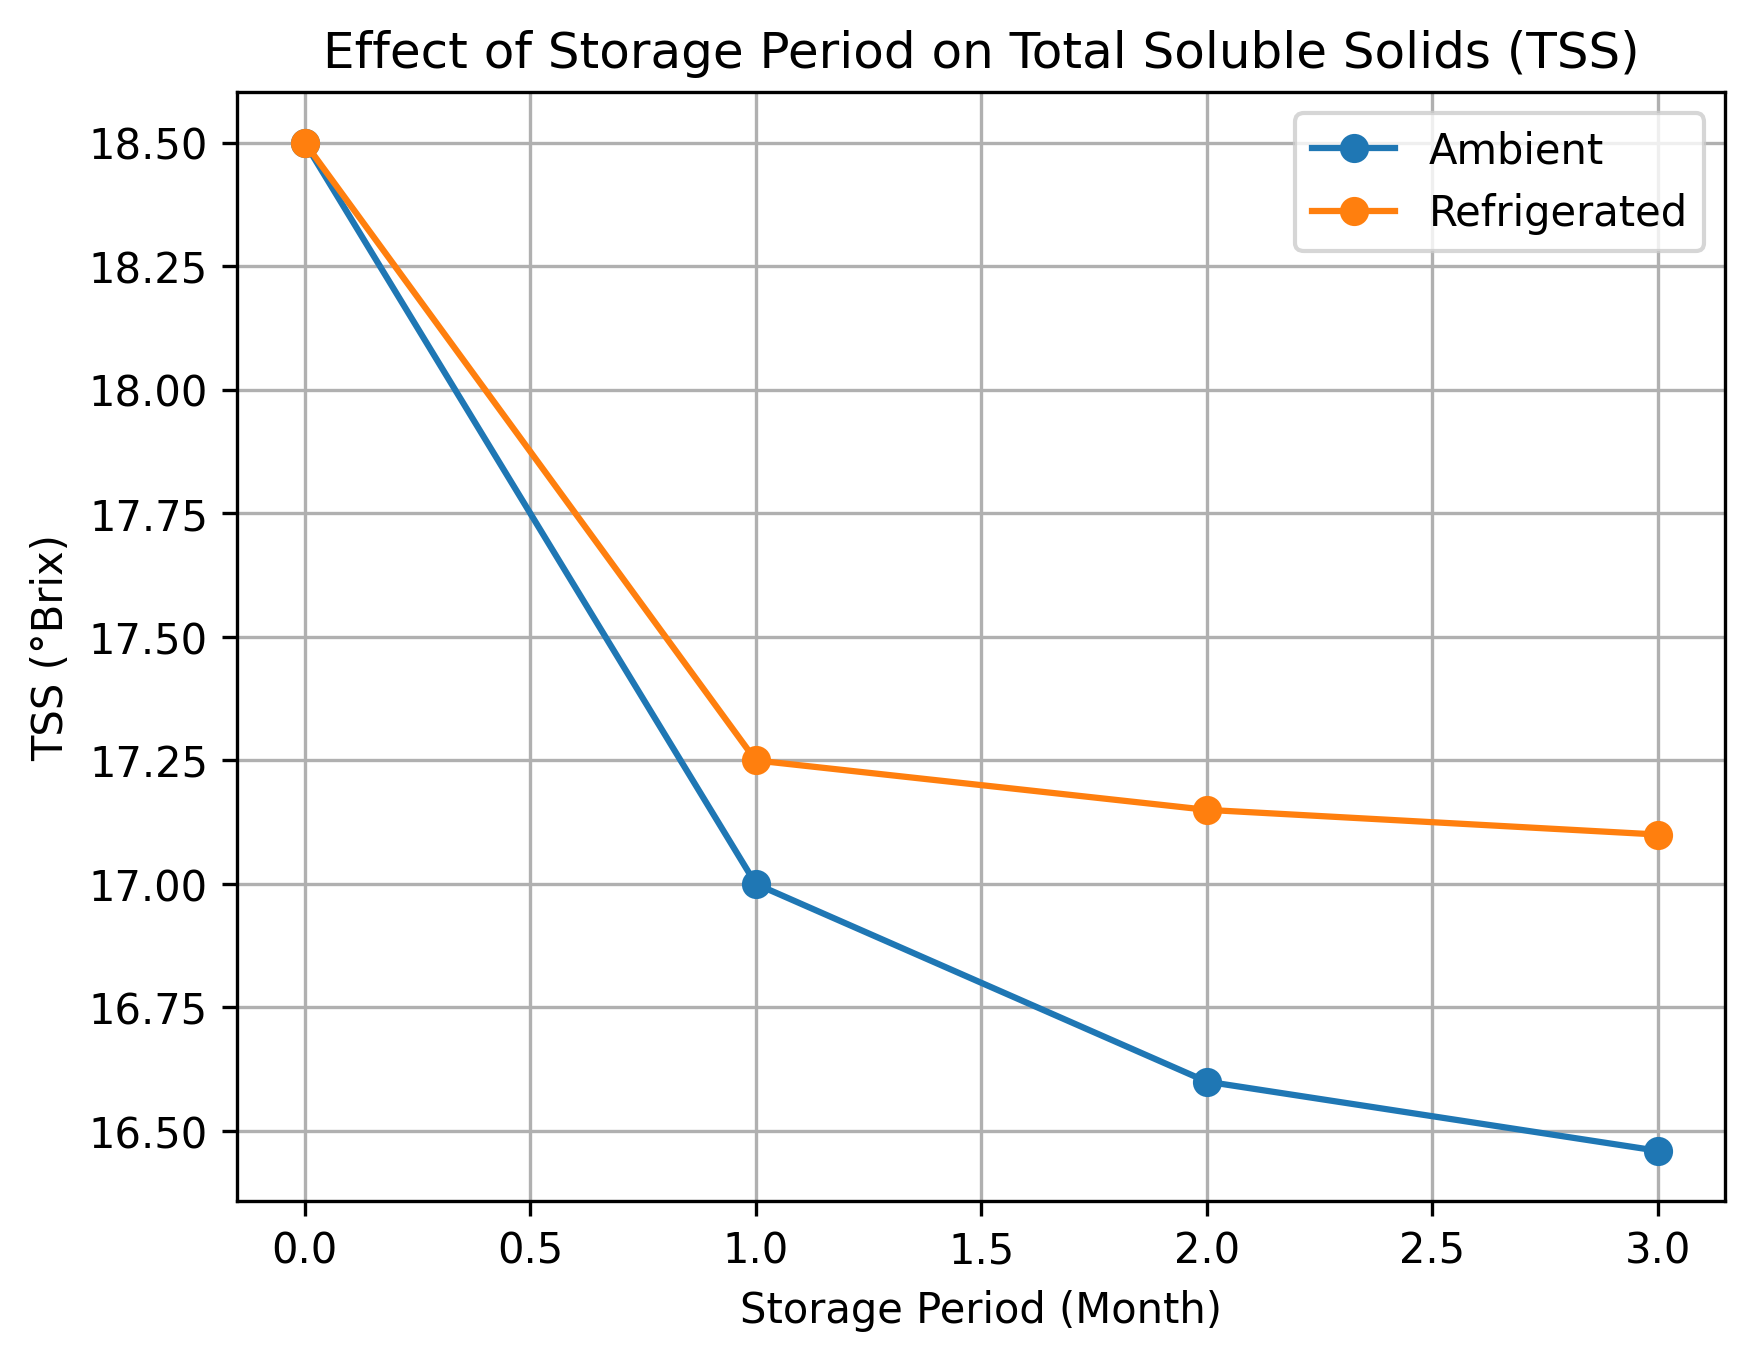 Effect of Storage Period on Total Soluble Solids (TSS)
Ambient
Refrigerated
18.50
18.25
18.00
17.75
17.50
17.25
17.00
16.75
16.50
TSS (°Brix)
0.0 0.5 1.0 1.5 2.0 2.5 3.0
Storage Period (Month)